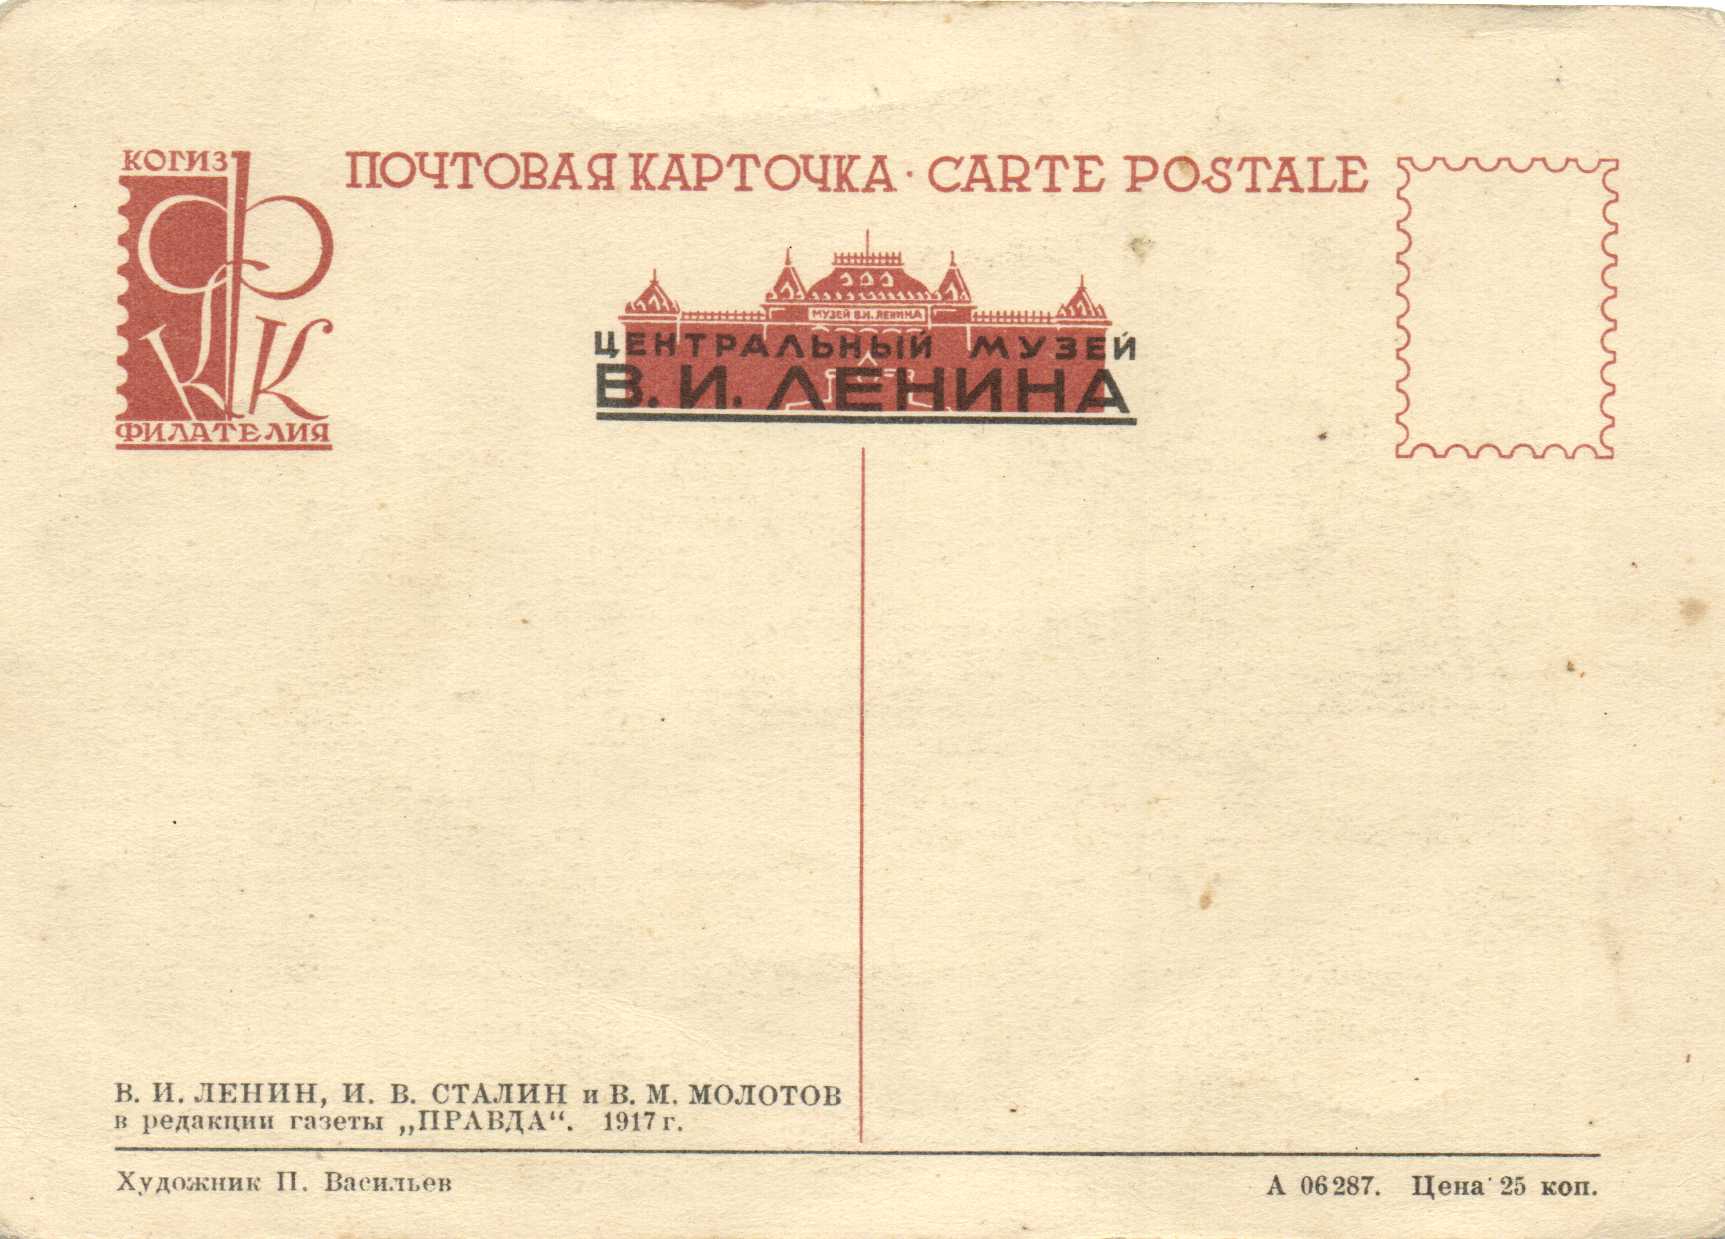 КОГИЗ
ФК
ФИЛАТЕЛИЯ
ПОЧТОВАЯ КАРТОЧКА · CARTE POSTALE
МУЗЕЙ В.И. ЛЕНИНА
ЦЕНТРАЛЬНЫЙ МУЗЕЙ
В. И. ЛЕНИНА
В. И. ЛЕНИН, И. В. СТАЛИН и В. М. МОЛОТОВ
в редакции газеты „ПРАВДА“. 1917 г.
Художник П. Васильев
А 06287. Цена 25 коп.